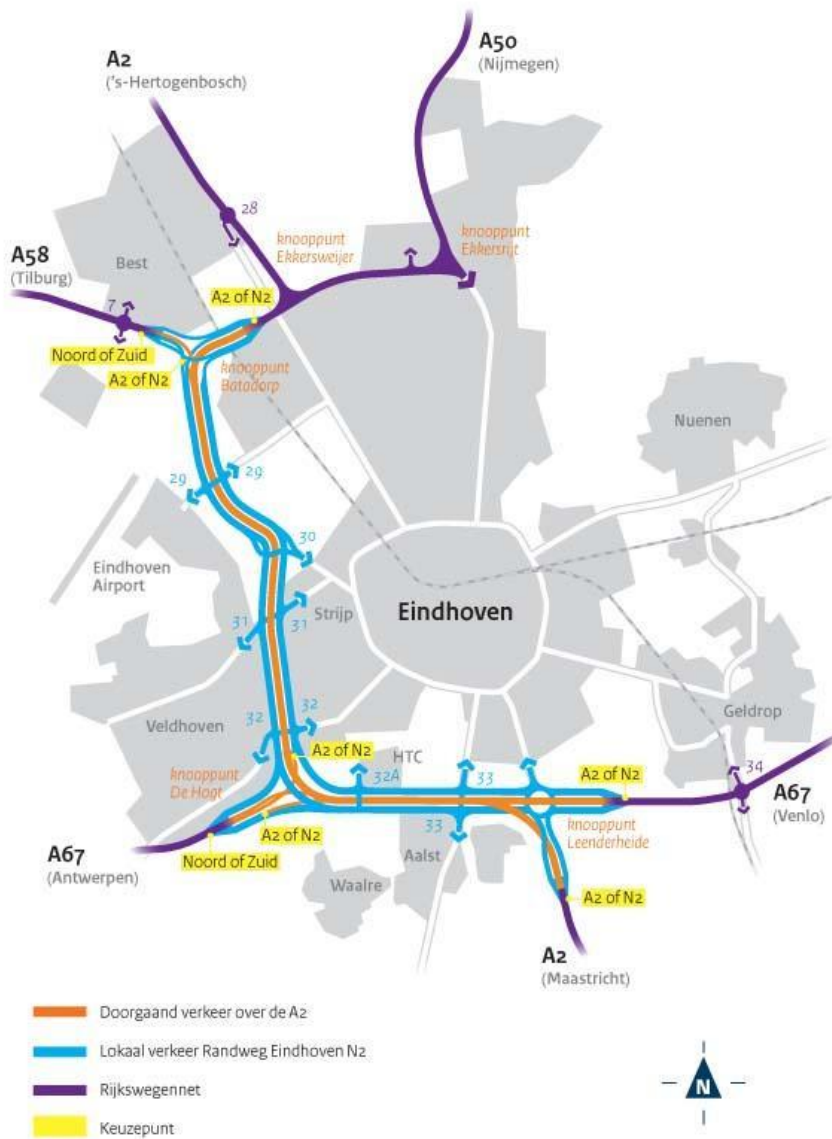 A50
(Nijmegen)
A2
('s-Hertogenbosch)
28
knooppunt
Ekkersweijer
knooppunt
Ekkersrijt
A58
(Tilburg)
Best
7
A2 of N2
Noord of Zuid
A2 of N2
knooppunt
Batadorp
Nuenen
29
29
30
Eindhoven
Airport
Strijp
31
31
Eindhoven
Veldhoven
32
32
Geldrop
A2 of N2
HTC
knooppunt
De Hogt
32A
33
A2 of N2
34
A67
(Venlo)
A2 of N2
33
knooppunt
Leenderheide
Noord of Zuid
A67
(Antwerpen)
Aalst
Waalre
A2 of N2
A2
(Maastricht)
Doorgaand verkeer over de A2
Lokaal verkeer Randweg Eindhoven N2
Rijkswegennet
Keuzepunt
N